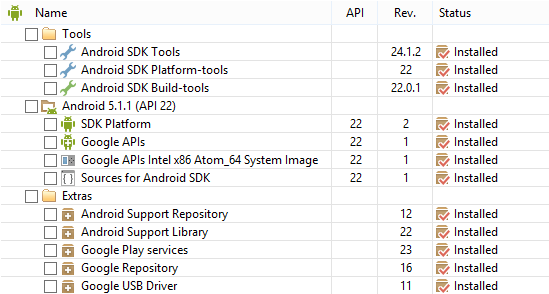 Name API Rev. Status
Tools
Android SDK Tools 24.1.2 Installed
Android SDK Platform-tools 22 Installed
Android SDK Build-tools 22.0.1 Installed
Android 5.1.1 (API 22)
SDK Platform 22 2 Installed
Google APIs 22 1 Installed
Google APIs Intel x86 Atom_64 System Image 22 1 Installed
Sources for Android SDK 22 1 Installed
Extras
Android Support Repository 12 Installed
Android Support Library 22 Installed
Google Play services 23 Installed
Google Repository 16 Installed
Google USB Driver 11 Installed